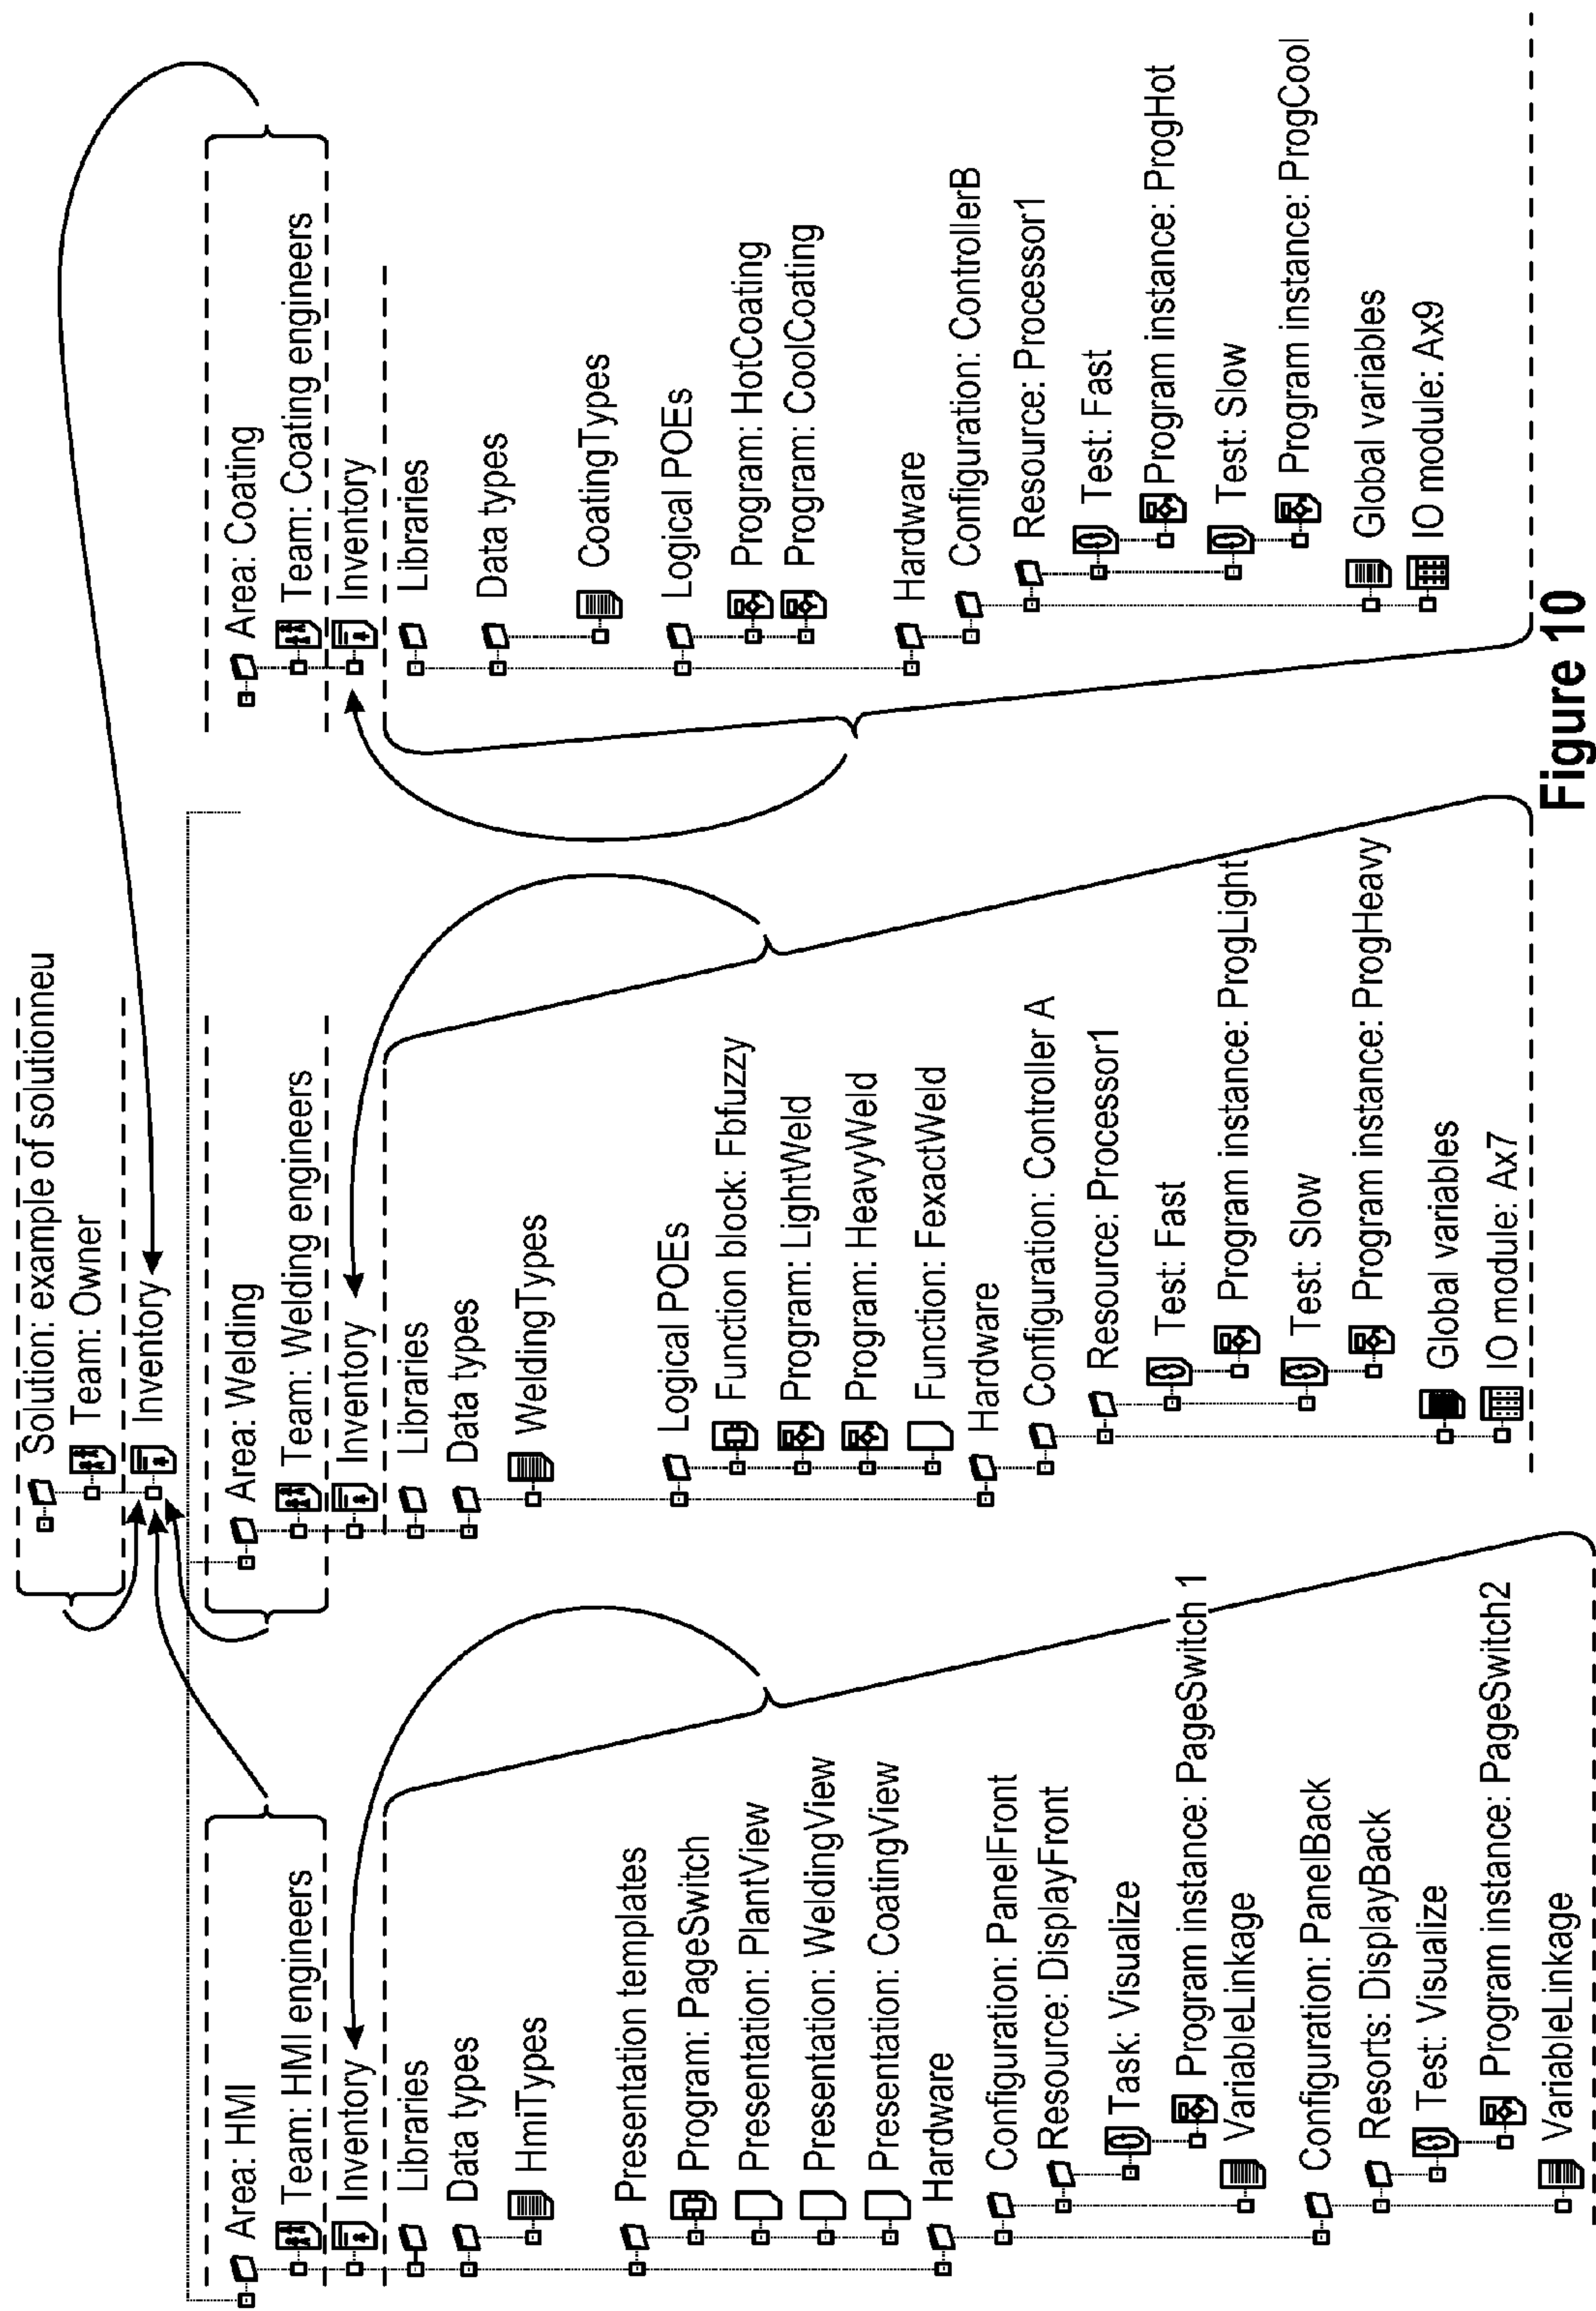 Solution: example of solutionneu
Team: Owner
Inventory
Area: HMI
Team: HMI engineers
Inventory
Libraries
Data types
HmiTypes
Presentation templates
Program: PageSwitch
Presentation: PlantView
Presentation: WeldingView
Presentation: CoatingView
Hardware
Configuration: PanelFront
Resource: DisplayFront
Task: Visualize
Program instance: PageSwitch 1
VariableLinkage
Configuration: PanelBack
Resorts: DisplayBack
Test: Visualize
Program instance: PageSwitch2
VariableLinkage
Area: Welding
Team: Welding engineers
Inventory
Libraries
Data types
WeldingTypes
Logical POEs
Function block: Fbfuzzy
Program: LightWeld
Program: HeavyWeld
Function: FexactWeld
Hardware
Configuration: Controller A
Resource: Processor1
Test: Fast
Program instance: ProgLight
Test: Slow
Program instance: ProgHeavy
Global variables
IO module: Ax7
Area: Coating
Team: Coating engineers
Inventory
Libraries
Data types
CoatingTypes
Logical POEs
Program: HotCoating
Program: CoolCoating
Hardware
Configuration: ControllerB
Resource: Processor1
Test: Fast
Program instance: ProgHot
Test: Slow
Program instance: ProgCool
Global variables
IO module: Ax9
Figure 10